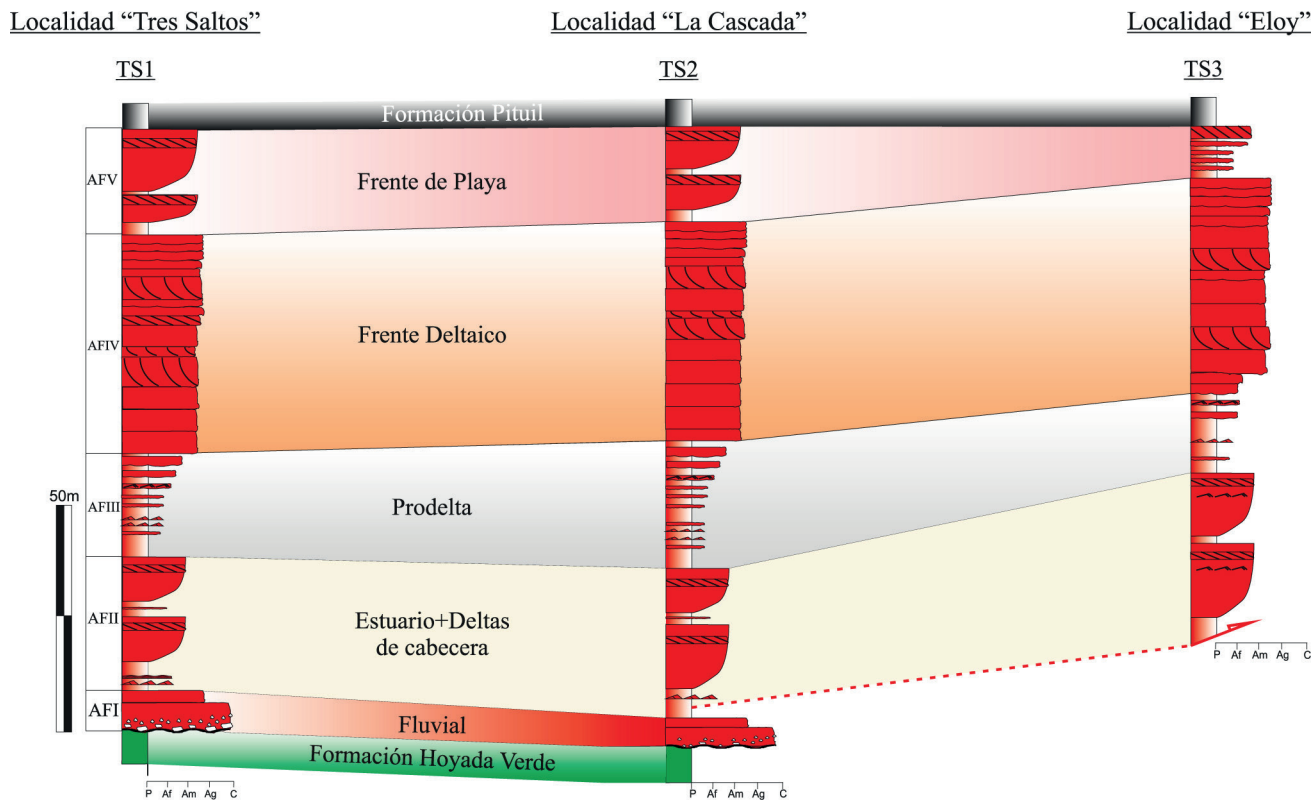 Localidad “Tres Saltos”
Localidad “La Cascada”
Localidad “Eloy”
TS1
TS2
TS3
Formación Pituil
AFV
Frente de Playa
AFIV
Frente Deltaico
50m
AFIII
Prodelta
AFII
Estuario+Deltas
de cabecera
AFI
Fluvial
Formación Hoyada Verde
P Af Am Ag C
P Af Am Ag C
P Af Am Ag C